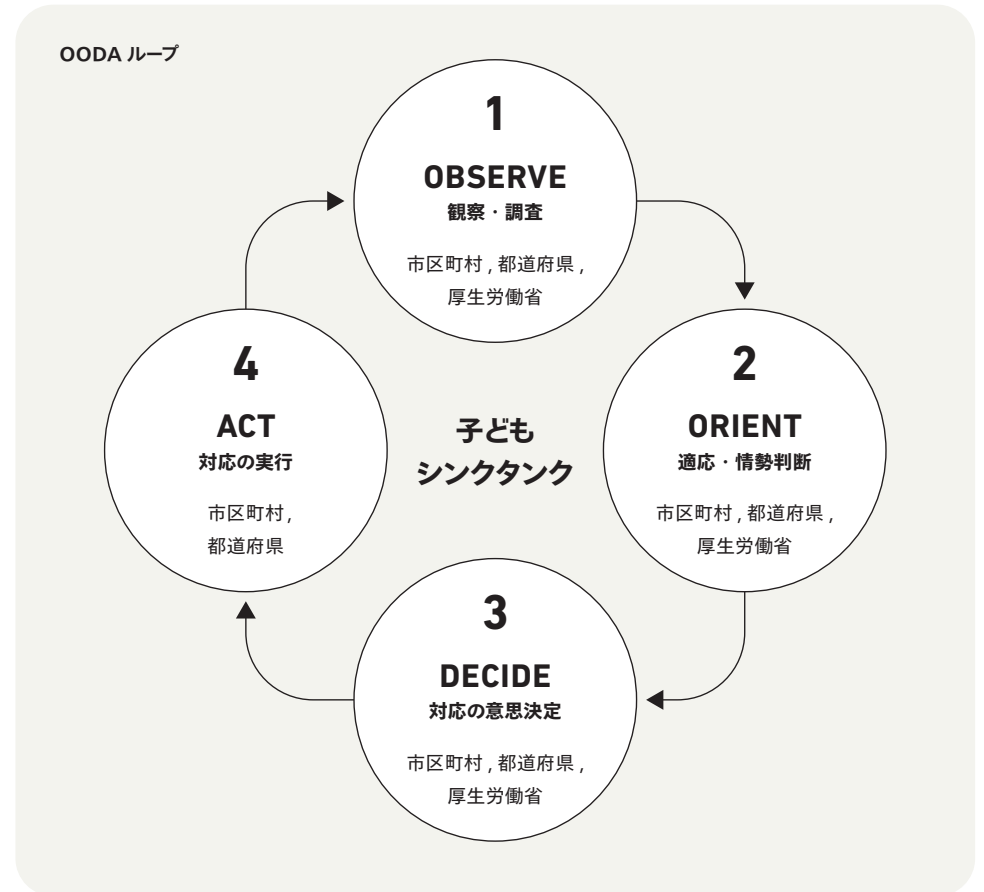 OODA ループ
1
OBSERVE
観察・調査
市区町村 , 都道府県 ,
厚生労働省
2
ORIENT
適応・情勢判断
市区町村 , 都道府県 ,
厚生労働省
3
DECIDE
対応の意思決定
市区町村 , 都道府県 ,
厚生労働省
4
ACT
対応の実行
市区町村 ,
都道府県
子ども
シンクタンク